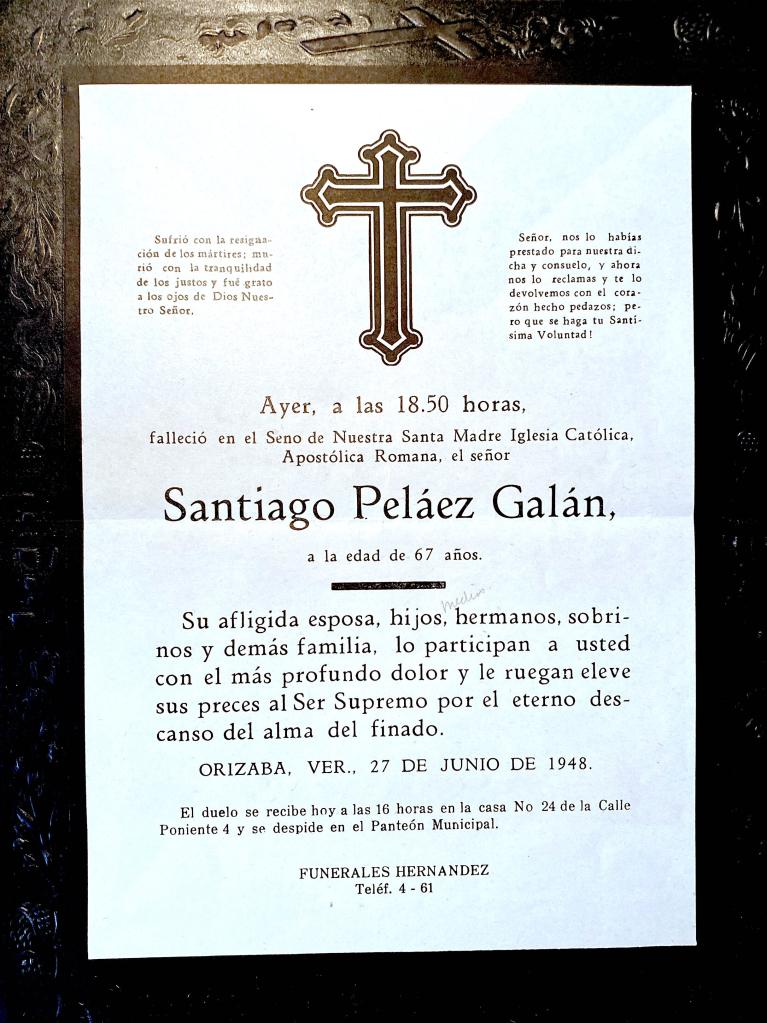 Sufrió con la resigna-
ción de los mártires; mu-
rió con la tranquilidad
de los justos y fué grato
a los ojos de Dios Nues-
tro Señor.
Señor, nos lo habías
prestado para nuestra di-
cha y consuelo, y ahora
nos lo reclamas y te lo
devolvemos con el cora-
zón hecho pedazos; pe-
ro que se haga tu Santí-
sima Voluntad!
Ayer, a las 18.50 horas,
falleció en el Seno de Nuestra Santa Madre Iglesia Católica,
Apostólica Romana, el señor
Santiago Peláez Galán,
a la edad de 67 años.
medios
Su afligida esposa, hijos, hermanos, sobri-
nos y demás familia, lo participan a usted
con el más profundo dolor y le ruegan eleve
sus preces al Ser Supremo por el eterno des-
canso del alma del finado.
ORIZABA, VER., 27 DE JUNIO DE 1948.
El duelo se recibe hoy a las 16 horas en la casa No 24 de la Calle
Poniente 4 y se despide en el Panteón Municipal.
FUNERALES HERNANDEZ
Teléf. 4 - 61